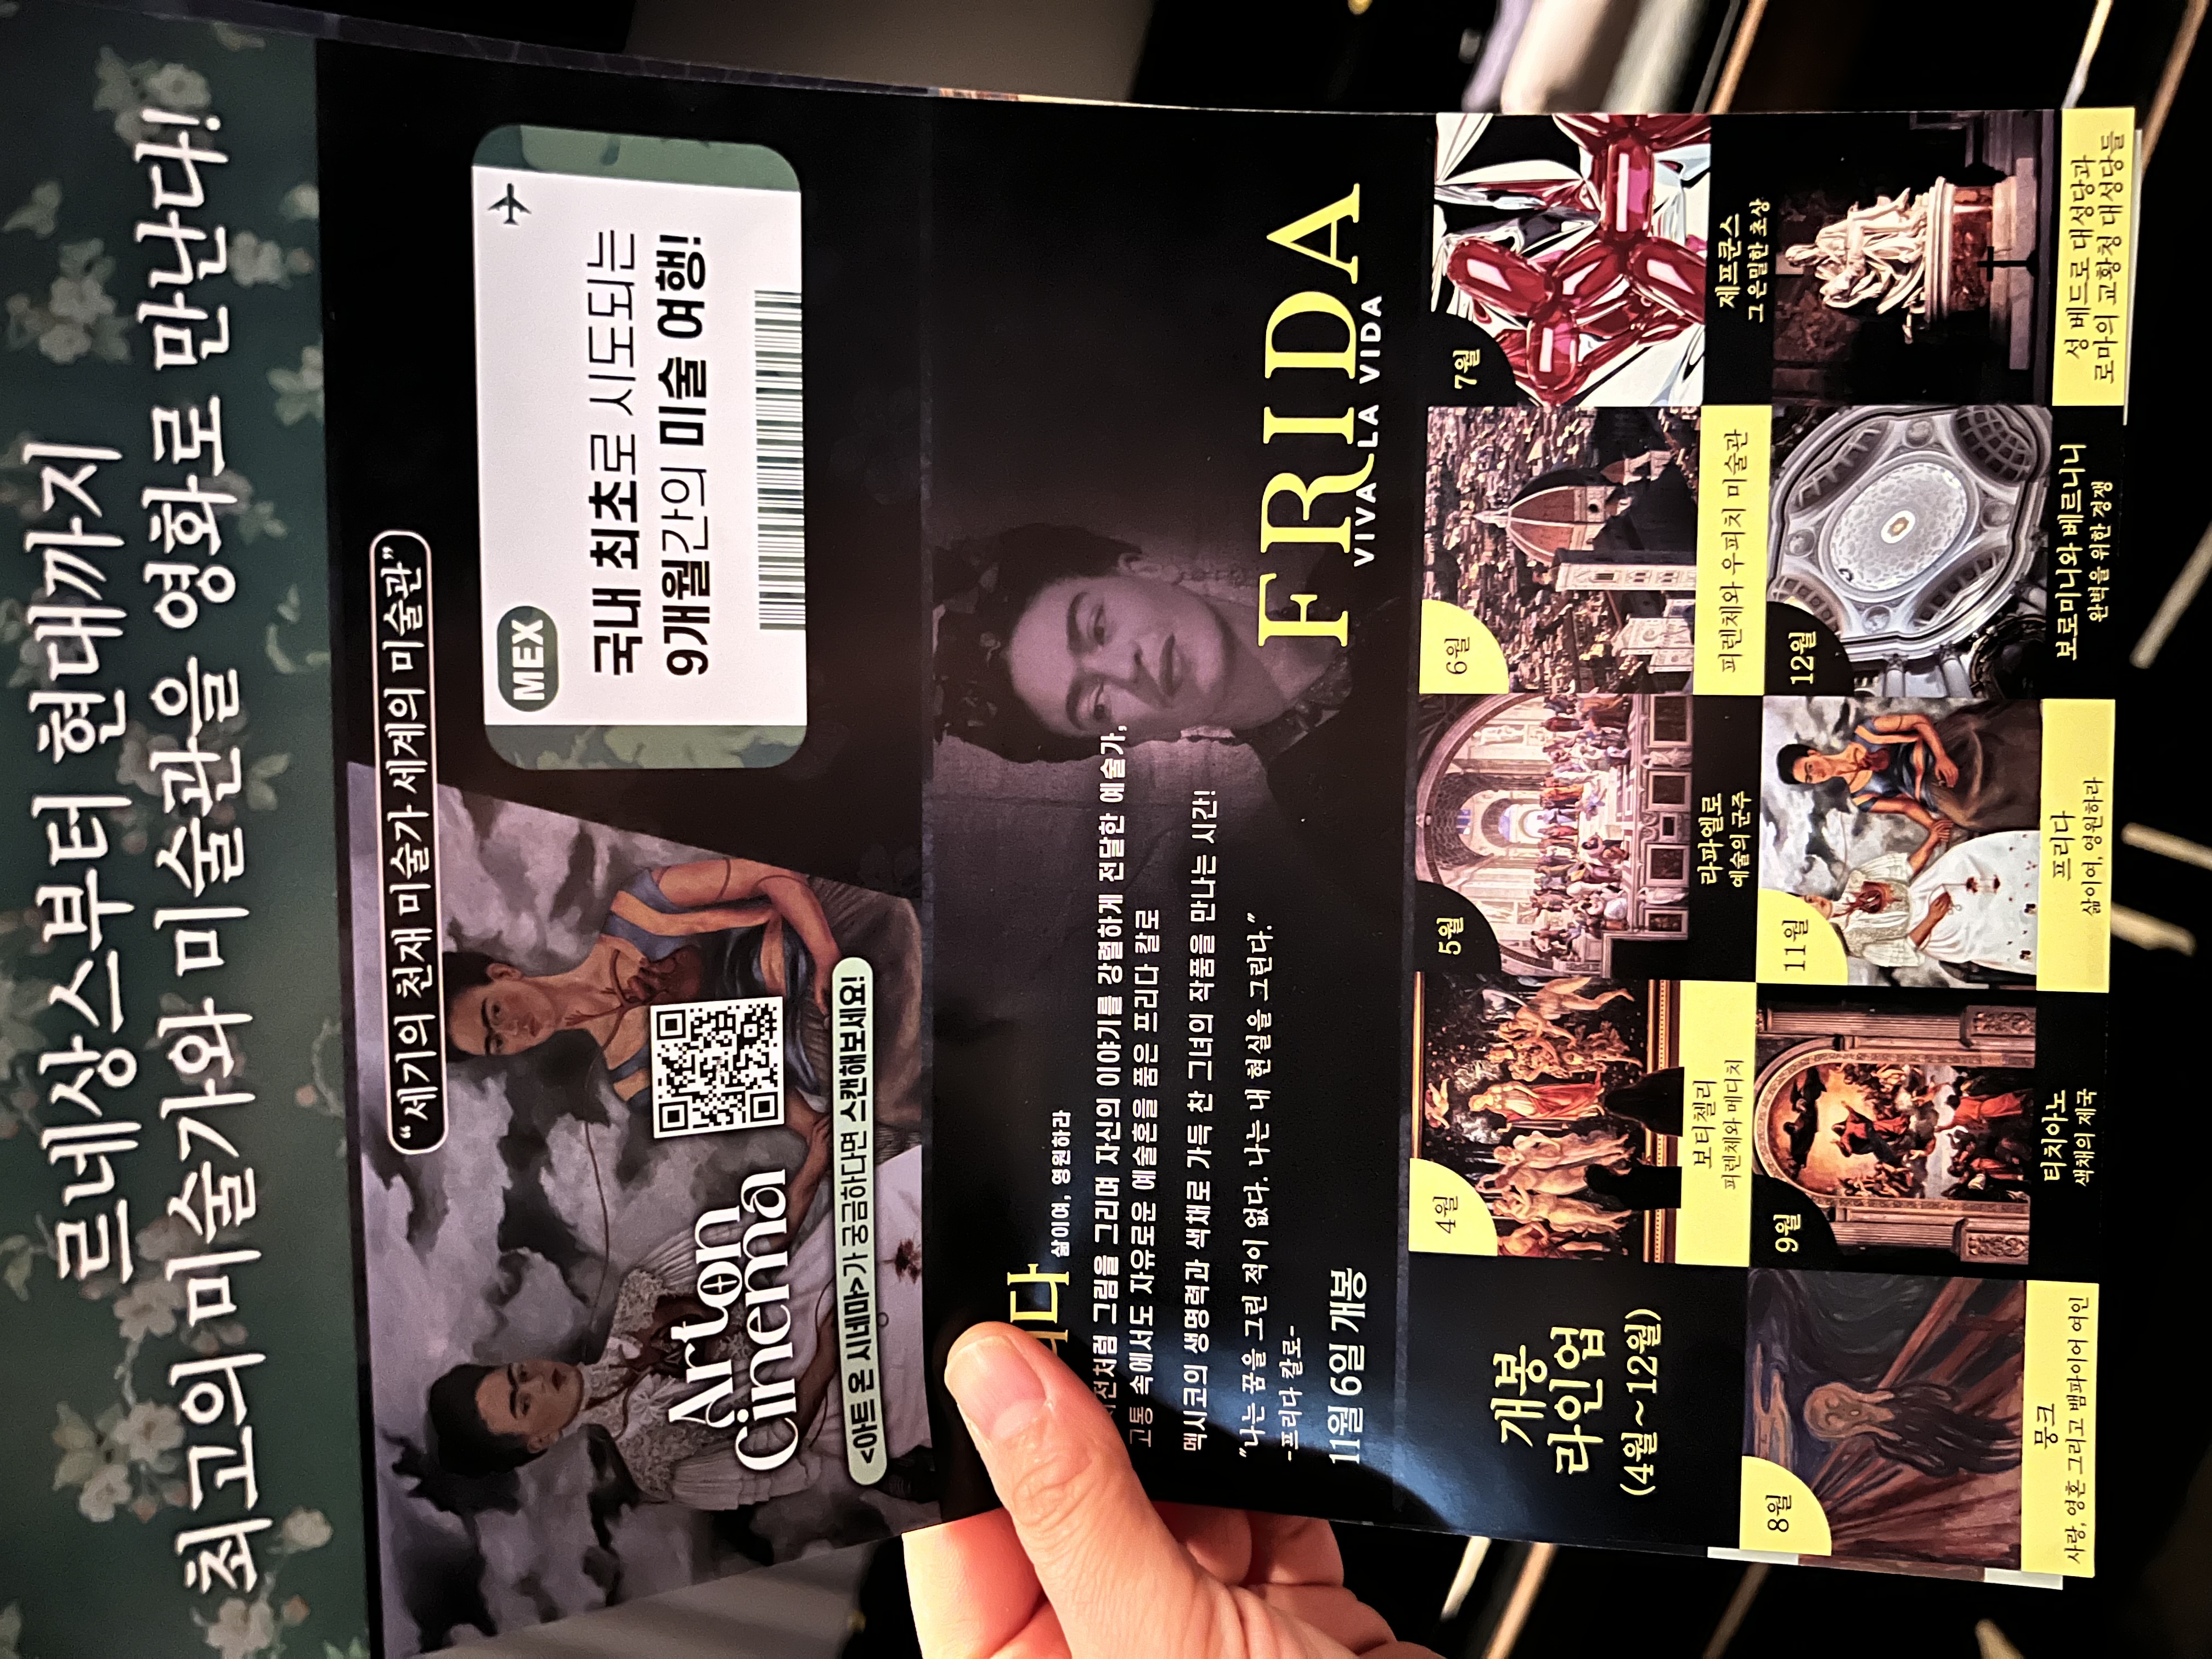 르네상스부터 현대까지
최고의 미술가와 미술관을 영화로 만난다!
“세기의 천재 미술가 세계의 미술관”
MEX
국내 최초로 시도되는
9개월간의 미술 여행!
Art on
Cinema
<아트 온 시네마>가 궁금하다면 스캔해보세요!
삶이여, 영원하라
그림을 그리며 자신의 이야기를 강렬하게 전달한 예술가,
고통 속에서도 자유로운 예술혼을 품은 프리다 칼로
멕시코의 생명력과 색채로 가득 찬 그녀의 작품을 만나는 시간!
"나는 꿈을 그린 적이 없다. 나는 내 현실을 그린다."
-프리다 칼로-
11월 6일 개봉
FRIDA
VIVA LA VIDA
개봉
라인업
(4월~12월)
4월
보티첼리
피렌체와 메디치
5월
라파엘로
예술의 군주
6월
피렌체와 우피치 미술관
7월
제프쿤스
그 은밀한 초상
8월
뭉크
사랑, 영혼 그리고 뱀파이어 여인
9월
티치아노
색채의 제국
11월
프리다
삶이여, 영원하라
12월
보로미니와 베르니니
완벽을 위한 경쟁
성 베드로 대성당과
로마의 교황청 대성당들